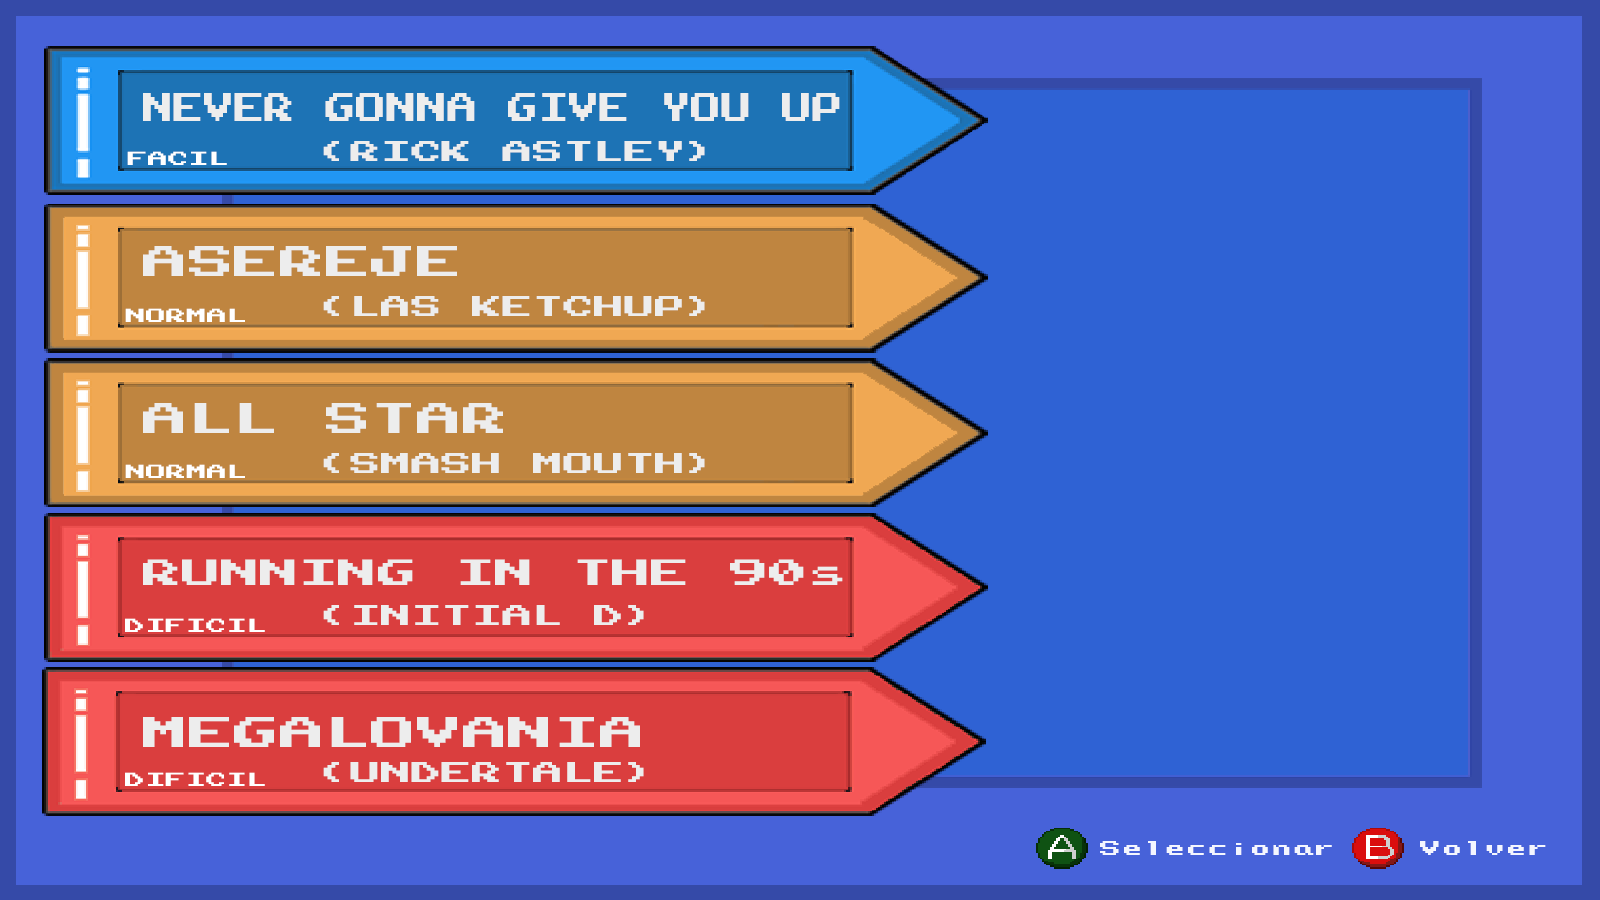 NEVER GONNA GIVE YOU UP
(RICK ASTLEY)
FACIL
ASEREJE
(LAS KETCHUP)
NORMAL
ALL STAR
(SMASH MOUTH)
NORMAL
RUNNING IN THE 90s
(INITIAL D)
DIFICIL
MEGALOVANIA
(UNDERTALE)
DIFICIL
A Seleccionar B Volver